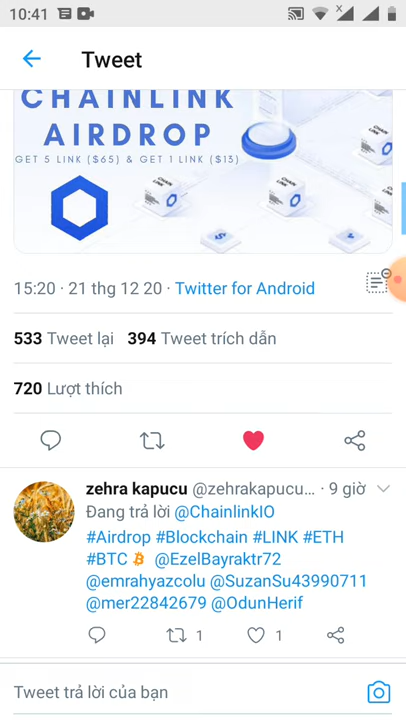 10:41
Tweet
CHAINLINK
AIRDROP
GET 5 LINK ($65) & GET 1 LINK ($13)
15:20 · 21 thg 12 20 · Twitter for Android
533 Tweet lại 394 Tweet trích dẫn
720 Lượt thích
zehra kapucu @zehrakapucu... · 9 giờ
Đang trả lời @ChainlinkIO
#Airdrop #Blockchain #LINK #ETH
#BTC @EzelBayraktr72
@emrahyazcolu @SuzanSu43990711
@mer22842679 @OdunHerif
1 1
Tweet trả lời của bạn